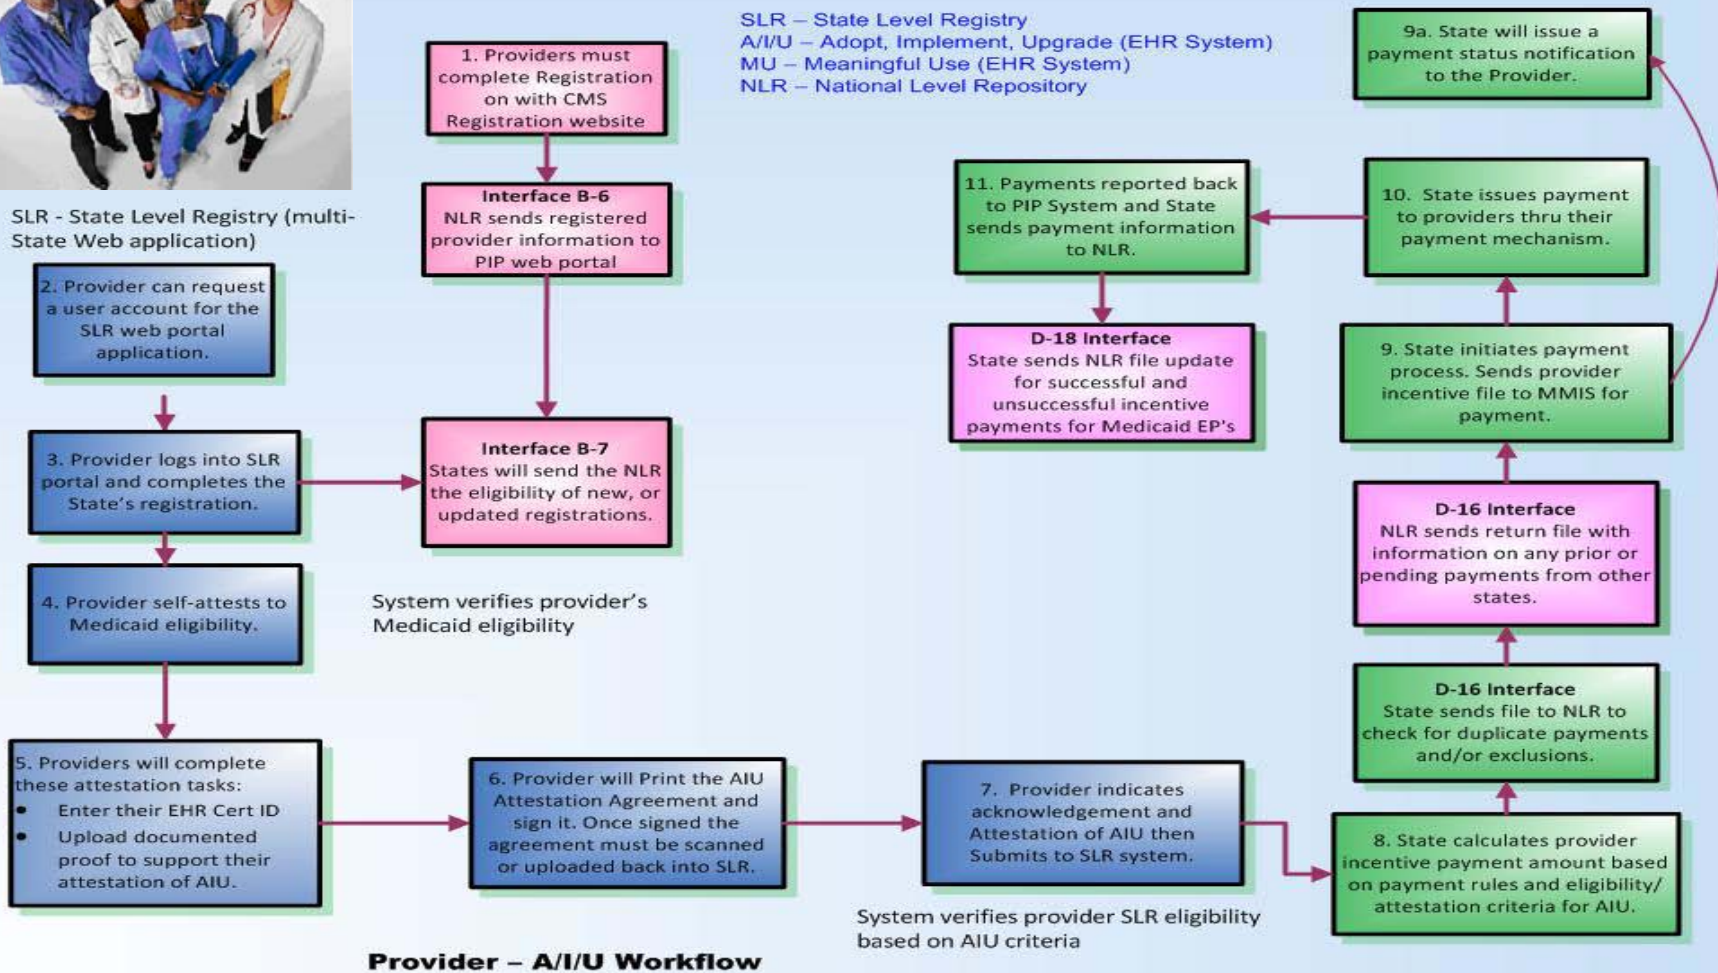 SLR – State Level Registry
A/I/U – Adopt, Implement, Upgrade (EHR System)
MU – Meaningful Use (EHR System)
NLR – National Level Repository
1. Providers must
complete Registration
on with CMS
Registration website
Interface B-6
NLR sends registered
provider information to
PIP web portal
SLR - State Level Registry (multi-
State Web application)
2. Provider can request
a user account for the
SLR web portal
application.
3. Provider logs into SLR
portal and completes the
State's registration.
Interface B-7
States will send the NLR
the eligibility of new, or
updated registrations.
4. Provider self-attests to
Medicaid eligibility.
System verifies provider's
Medicaid eligibility
5. Providers will complete
these attestation tasks:
• Enter their EHR Cert ID
• Upload documented
proof to support their
attestation of AIU.
6. Provider will Print the AIU
Attestation Agreement and
sign it. Once signed the
agreement must be scanned
or uploaded back into SLR.
7. Provider indicates
acknowledgement and
Attestation of AIU then
Submits to SLR system.
System verifies provider SLR eligibility
based on AIU criteria
8. State calculates provider
incentive payment amount based
on payment rules and eligibility/
attestation criteria for AIU.
D-16 Interface
State sends file to NLR to
check for duplicate payments
and/or exclusions.
D-16 Interface
NLR sends return file with
information on any prior or
pending payments from other
states.
9. State initiates payment
process. Sends provider
incentive file to MMIS for
payment.
9a. State will issue a
payment status notification
to the Provider.
10. State issues payment
to providers thru their
payment mechanism.
11. Payments reported back
to PIP System and State
sends payment information
to NLR.
D-18 Interface
State sends NLR file update
for successful and
unsuccessful incentive
payments for Medicaid EP's
Provider – A/I/U Workflow